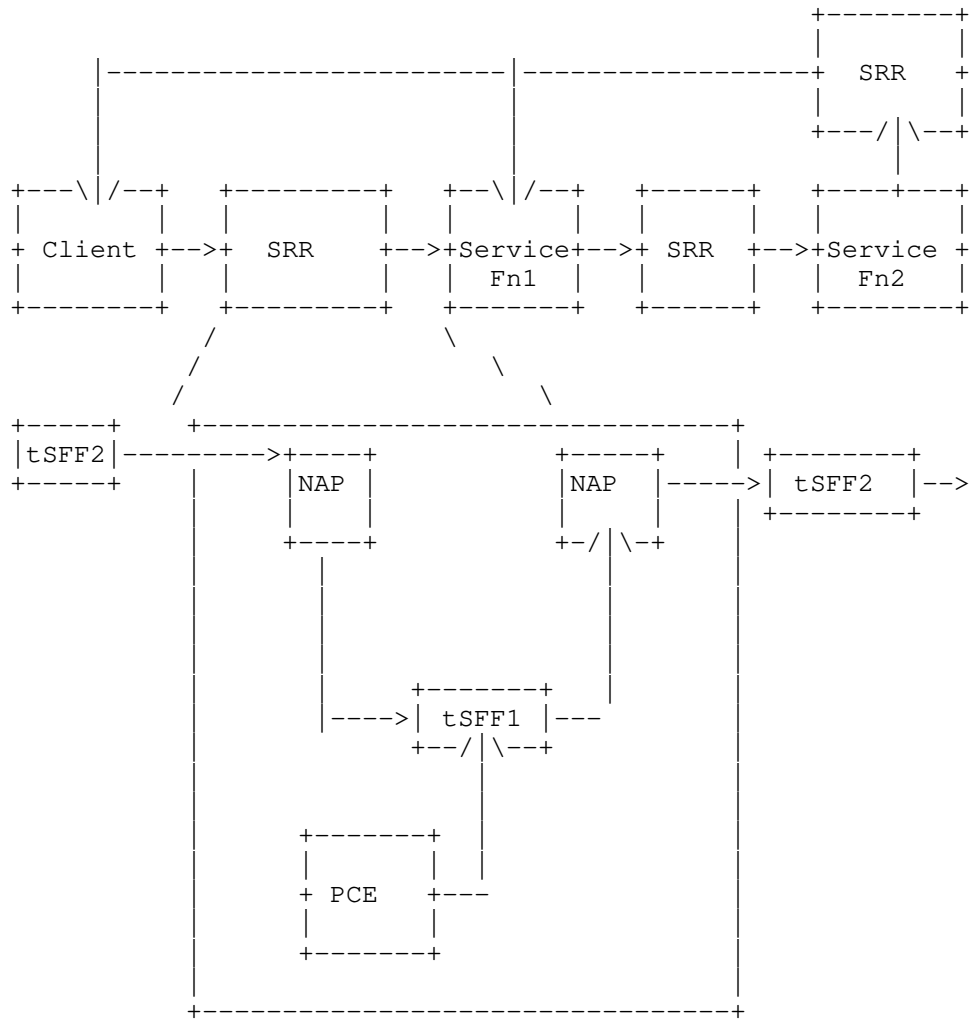 SRR
Client SRR Service SRR Service
Fn1 Fn2
tSFF2 NAP NAP tSFF2
tSFF1
PCE